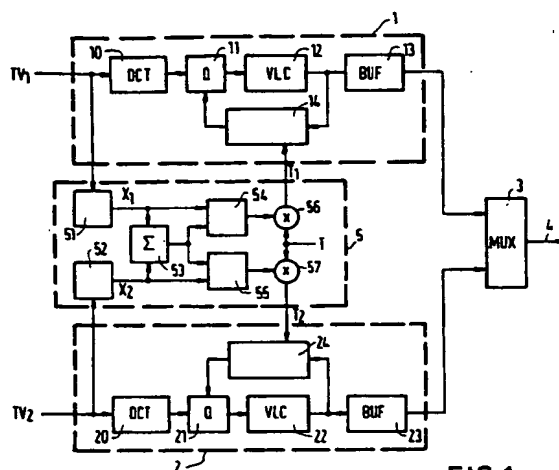 1
10
11
12
13
TV1
DCT
Q
VLC
BUF
14
T1
X1
54
56
51
Σ
53
x
T
5
3
MUX
4
52
55
x
57
X2
T2
24
TV2
DCT
Q
VLC
BUF
20
21
22
23
2
FIG.1